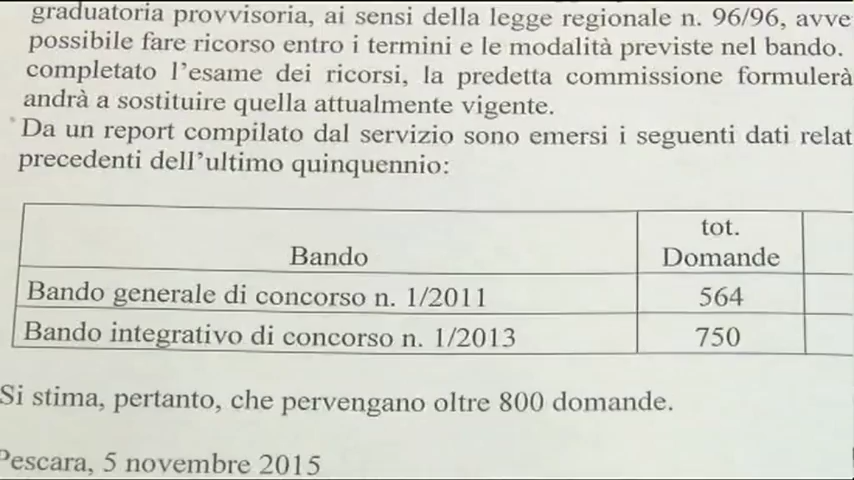 graduatoria provvisoria, ai sensi della legge regionale n. 96/96, avve
possibile fare ricorso entro i termini e le modalità previste nel bando.
completato l'esame dei ricorsi, la predetta commissione formulerà
andrà a sostituire quella attualmente vigente.
Da un report compilato dal servizio sono emersi i seguenti dati relat
precedenti dell'ultimo quinquennio:
tot.
Bando Domande
Bando generale di concorso n. 1/2011 564
Bando integrativo di concorso n. 1/2013 750
Si stima, pertanto, che pervengano oltre 800 domande.
Pescara, 5 novembre 2015